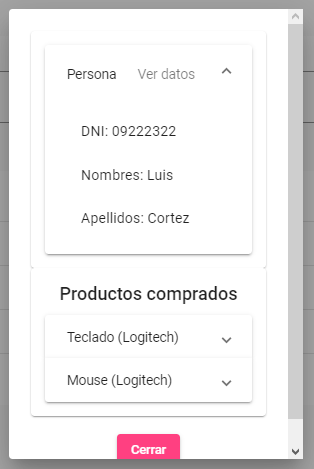 Persona Ver datos
DNI: 09222322
Nombres: Luis
Apellidos: Cortez
Productos comprados
Teclado (Logitech)
Mouse (Logitech)
Cerrar